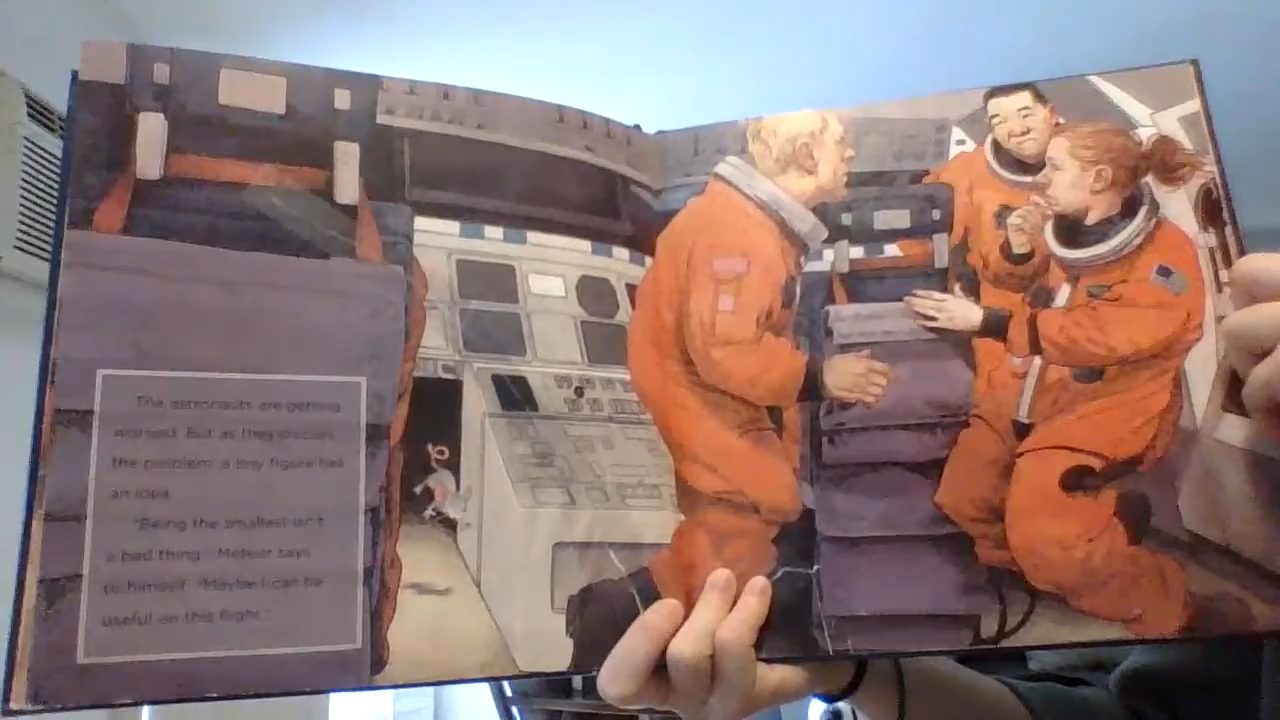 The astronauts are getting
worried. But as they discuss
the problem, a tiny figure has
an idea.
"Being the smallest isn't
a bad thing," Meteor says
to himself. "Maybe I can be
useful on this flight."